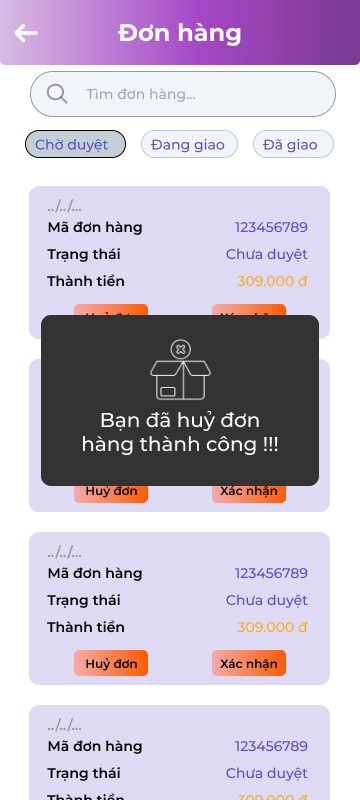 Đơn hàng
Tìm đơn hàng...
Chờ duyệt
Đang giao
Đã giao
../../...
Mã đơn hàng 123456789
Trạng thái Chưa duyệt
Thành tiền 309.000 đ
Bạn đã huỷ đơn
hàng thành công !!!
Huỷ đơn Xác nhận
../../...
Mã đơn hàng 123456789
Trạng thái Chưa duyệt
Thành tiền 309.000 đ
Huỷ đơn Xác nhận
../../...
Mã đơn hàng 123456789
Trạng thái Chưa duyệt
Thành tiền 309.000 đ